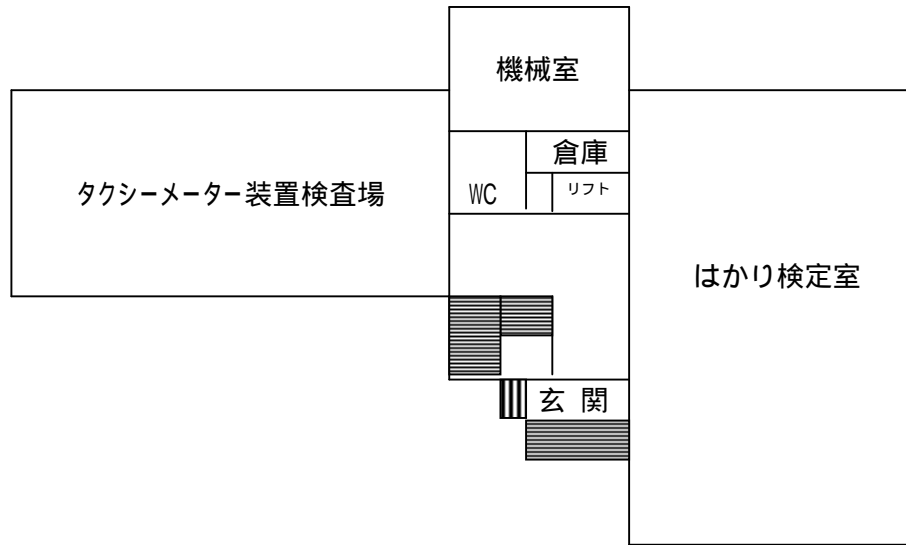 機械室
倉庫
タクシーメーター装置検査場
WC
リフト
はかり検定室
玄 関